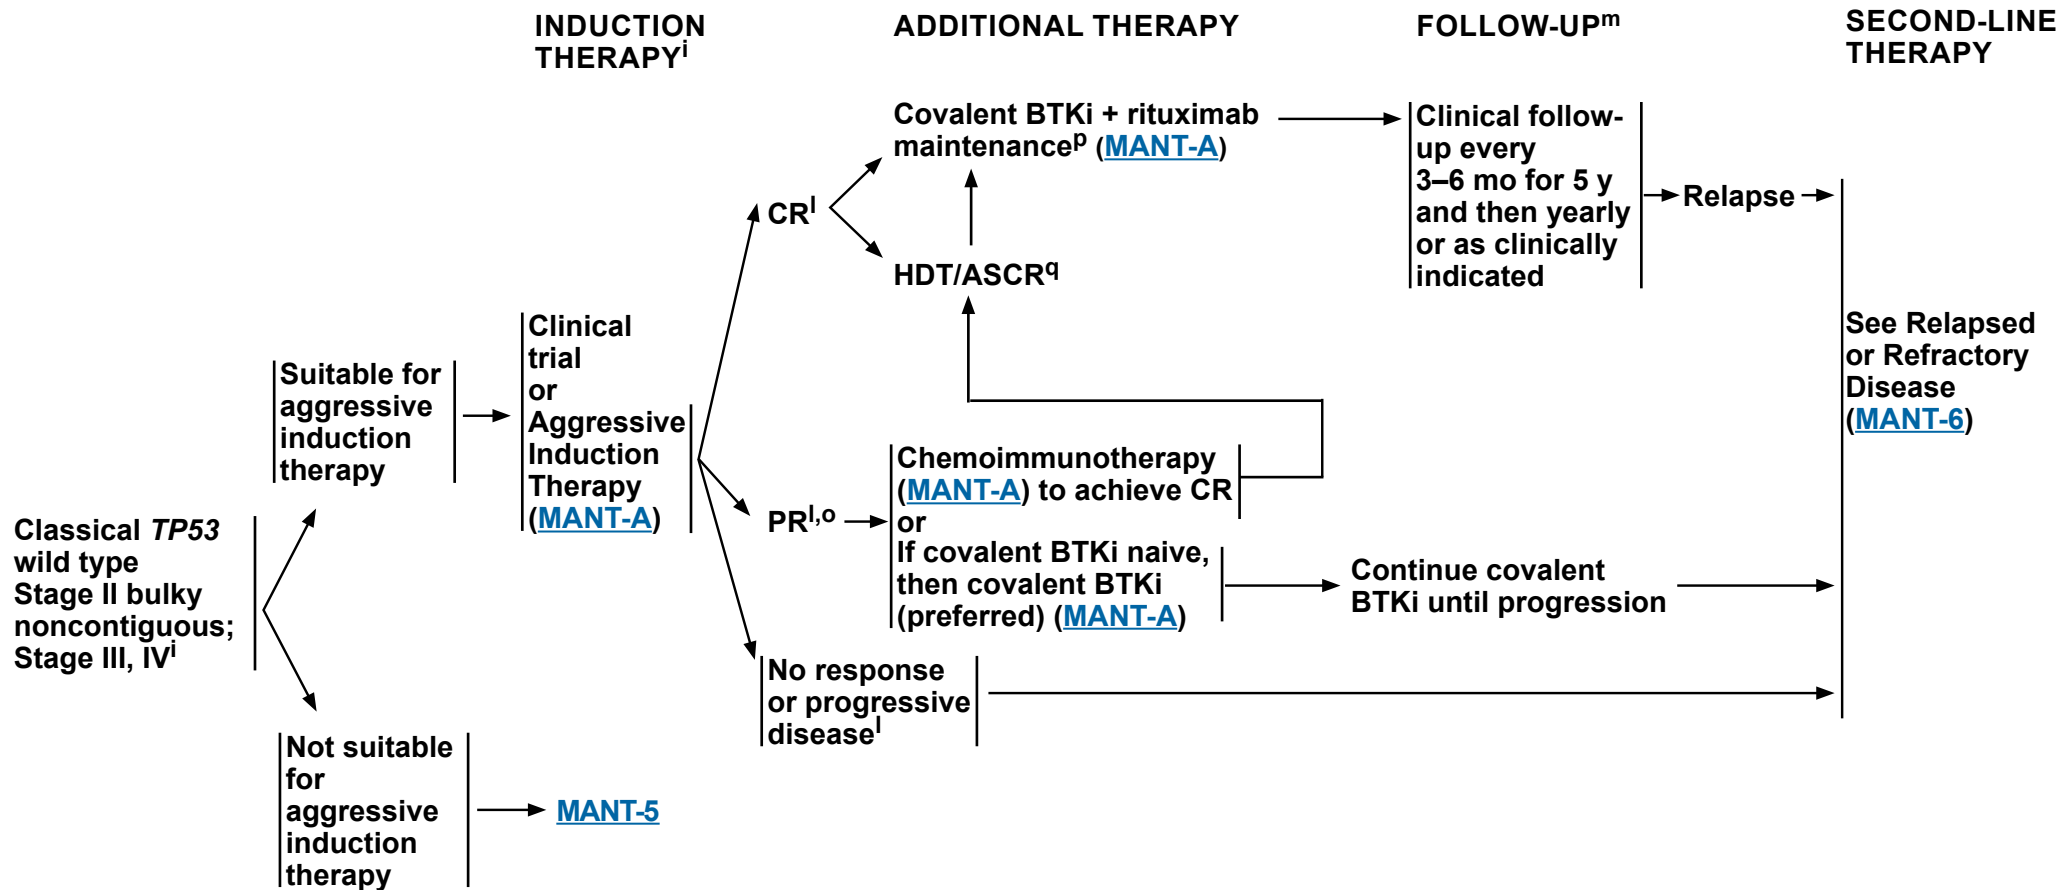 INDUCTION
THERAPYⁱ
ADDITIONAL THERAPY
FOLLOW-UPᵐ
SECOND-LINE
THERAPY
Covalent BTKi + rituximab
maintenanceᵖ (MANT-A)
Clinical follow-
up every
3–6 mo for 5 y
and then yearly
or as clinically
indicated
Relapse
CRˡ
HDT/ASCR𐞥
See Relapsed
or Refractory
Disease
(MANT-6)
Suitable for
aggressive
induction
therapy
Clinical
trial
or
Aggressive
Induction
Therapy
(MANT-A)
Chemoimmunotherapy
(MANT-A) to achieve CR
or
If covalent BTKi naive,
then covalent BTKi
(preferred) (MANT-A)
PRˡ,ᵒ
Continue covalent
BTKi until progression
Classical TP53
wild type
Stage II bulky
noncontiguous;
Stage III, IVⁱ
No response
or progressive
diseaseˡ
Not suitable
for
aggressive
induction
therapy
MANT-5